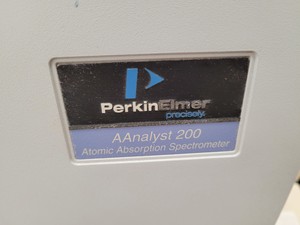 PerkinElmer
precisely.
AAnalyst 200
Atomic Absorption Spectrometer